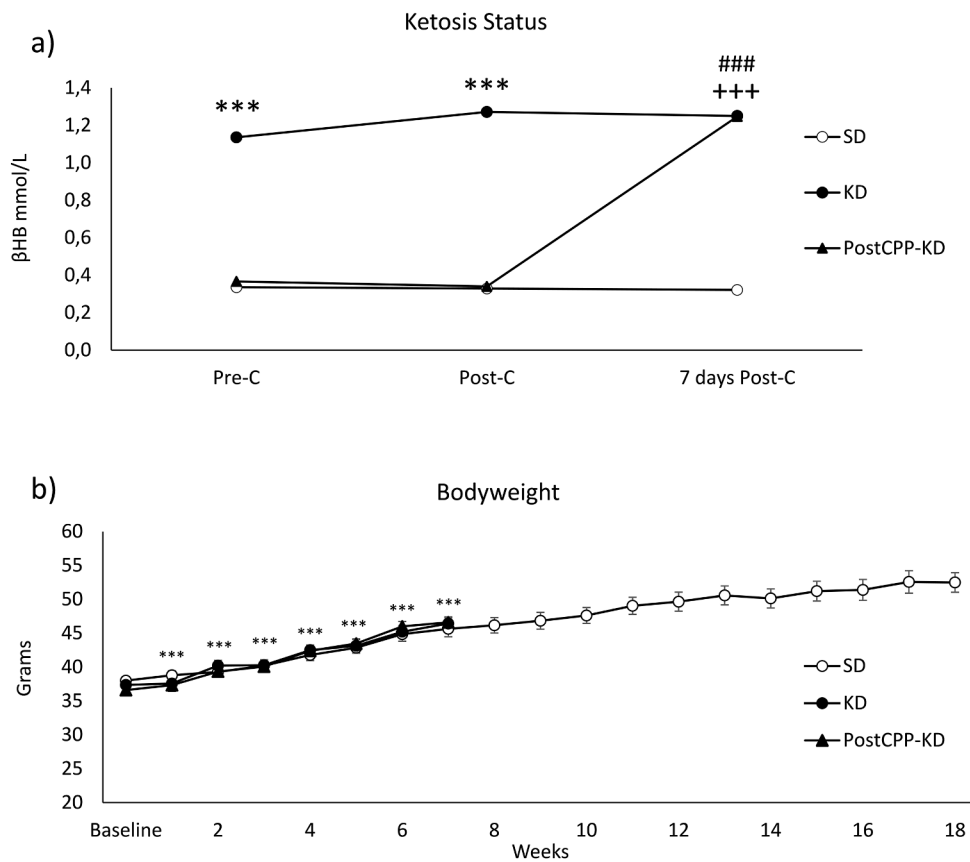 a)
Ketosis Status
###
*** *** +++
1,4
1,2
1,0
0,8
0,6
0,4
0,2
0,0
βHB mmol/L
Pre-C Post-C 7 days Post-C
SD
KD
PostCPP-KD
b)
Bodyweight
60
55
50
45
40
35
30
25
20
Grams
*** *** *** *** *** *** ***
Baseline 2 4 6 8 10 12 14 16 18
Weeks
SD
KD
PostCPP-KD